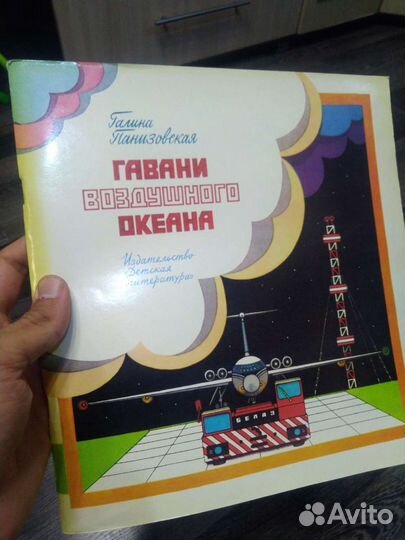 Галина
Панизовская
ГАВАНИ
ВОЗДУШНОГО
ОКЕАНА
Издательство
"Детская
литература"
БЕЛАЗ
Avito